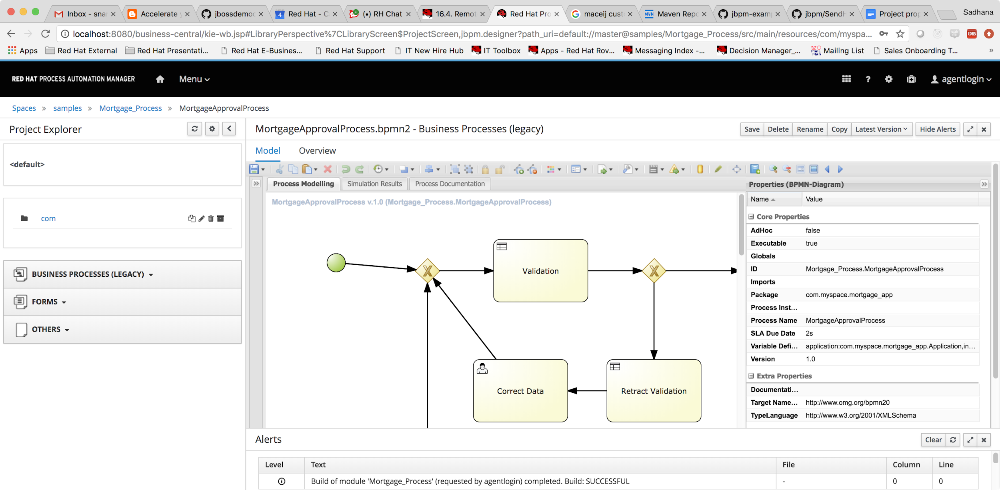 Inbox - snar
Accelerate y
jbossdemoc
Red Hat - C
(•) RH Chat
16.4. Remot
Red Hat Pro
maceij custo
Maven Repo
jbpm-examp
jbpm/SendH
Project prop
Sadhana
localhost:8080/business-central/kie-wb.jsp#LibraryPerspective%7CLibraryScreen$ProjectScreen,jbpm.designer?path_uri=default://master@samples/Mortgage_Process/src/main/resources/com/myspa...
CORS
Apps
Red Hat External
Red Hat Presentati...
Red Hat E-Busines...
Red Hat Support
IT New Hire Hub
IT Toolbox
Apps - Red Hat Rov...
Messaging Index -...
Decision Manager_...
Mailing List
Sales Onboarding T...
RED HAT PROCESS AUTOMATION MANAGER
Menu
agentlogin
Spaces » samples » Mortgage_Process » MortgageApprovalProcess
Project Explorer
MortgageApprovalProcess.bpmn2 - Business Processes (legacy)
Save
Delete
Rename
Copy
Latest Version
Hide Alerts
<default>
Model
Overview
com
Process Modelling
Simulation Results
Process Documentation
Properties (BPMN-Diagram)
MortgageApprovalProcess v.1.0 (Mortgage_Process.MortgageApprovalProcess)
Name
Value
Core Properties
AdHoc false
Executable true
Globals
ID Mortgage_Process.MortgageApprovalProcess
Imports
Package com.myspace.mortgage_app
Process Inst...
Process Name MortgageApprovalProcess
SLA Due Date 2s
Variable Defi... application:com.myspace.mortgage_app.Application,in...
Version 1.0
Extra Properties
Documentati...
Target Name... http://www.omg.org/bpmn20
TypeLanguage http://www.w3.org/2001/XMLSchema
BUSINESS PROCESSES (LEGACY)
FORMS
OTHERS
Validation
Correct Data
Retract Validation
Alerts
Clear
Level Text File Column Line
Build of module 'Mortgage_Process' (requested by agentlogin) completed. Build: SUCCESSFUL - 0 0